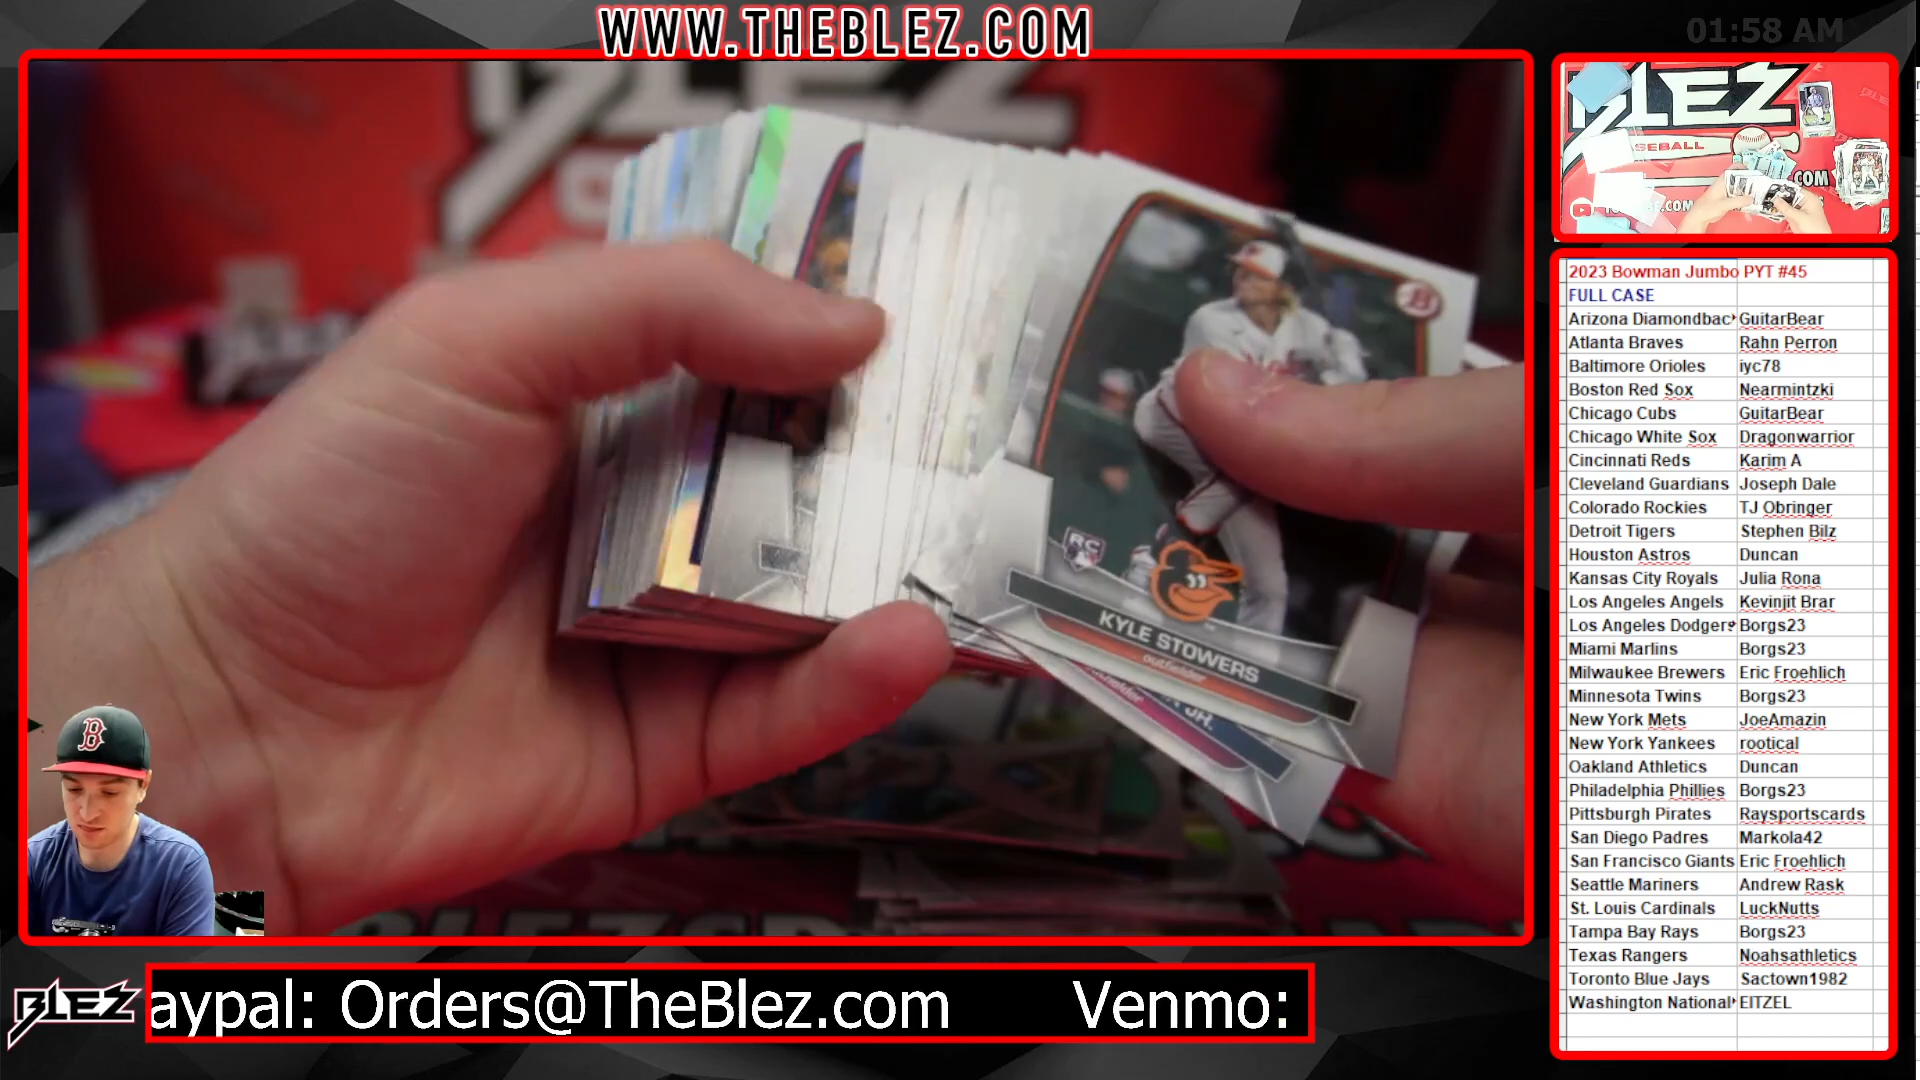 WWW.THEBLEZ.COM
01:58 AM
BLEZ
SEBALL
COM
2023 Bowman Jumbo PYT #45
FULL CASE
Arizona Diamondbac GuitarBear
Atlanta Braves Rahn Perron
Baltimore Orioles iyc78
Boston Red Sox Nearmintzki
Chicago Cubs GuitarBear
Chicago White Sox Dragonwarrior
Cincinnati Reds Karim A
Cleveland Guardians Joseph Dale
Colorado Rockies TJ Obringer
Detroit Tigers Stephen Bilz
Houston Astros Duncan
Kansas City Royals Julia Rona
Los Angeles Angels Kevinjit Brar
Los Angeles Dodgers Borgs23
Miami Marlins Borgs23
Milwaukee Brewers Eric Froehlich
Minnesota Twins Borgs23
New York Mets JoeAmazin
New York Yankees rootical
Oakland Athletics Duncan
Philadelphia Phillies Borgs23
Pittsburgh Pirates Raysportscards
San Diego Padres Markola42
San Francisco Giants Eric Froehlich
Seattle Mariners Andrew Rask
St. Louis Cardinals LuckNutts
Tampa Bay Rays Borgs23
Texas Rangers Noahsathletics
Toronto Blue Jays Sactown1982
Washington National EITZEL
B
RC
KYLE STOWERS
outfielder
JR.
B
BLEZ
aypal: Orders@TheBlez.com Venmo: